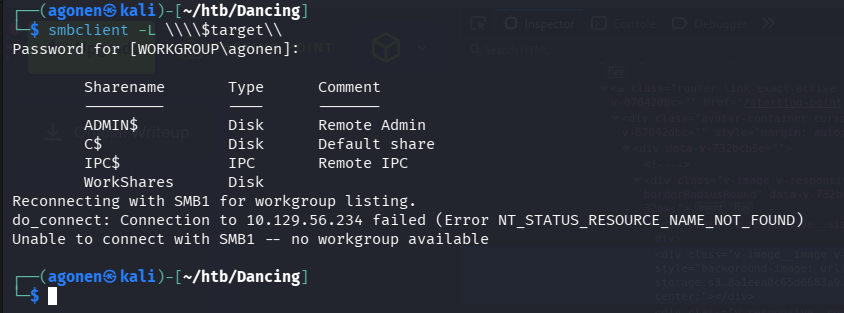 ┌──(agonen㉿kali)-[~/htb/Dancing]
└─$ smbclient -L \\\\$target\\
Password for [WORKGROUP\agonen]:
Sharename Type Comment
--------- ---- -------
ADMIN$ Disk Remote Admin
C$ Disk Default share
IPC$ IPC Remote IPC
WorkShares Disk
Reconnecting with SMB1 for workgroup listing.
do_connect: Connection to 10.129.56.234 failed (Error NT_STATUS_RESOURCE_NAME_NOT_FOUND)
Unable to connect with SMB1 -- no workgroup available
┌──(agonen㉿kali)-[~/htb/Dancing]
└─$